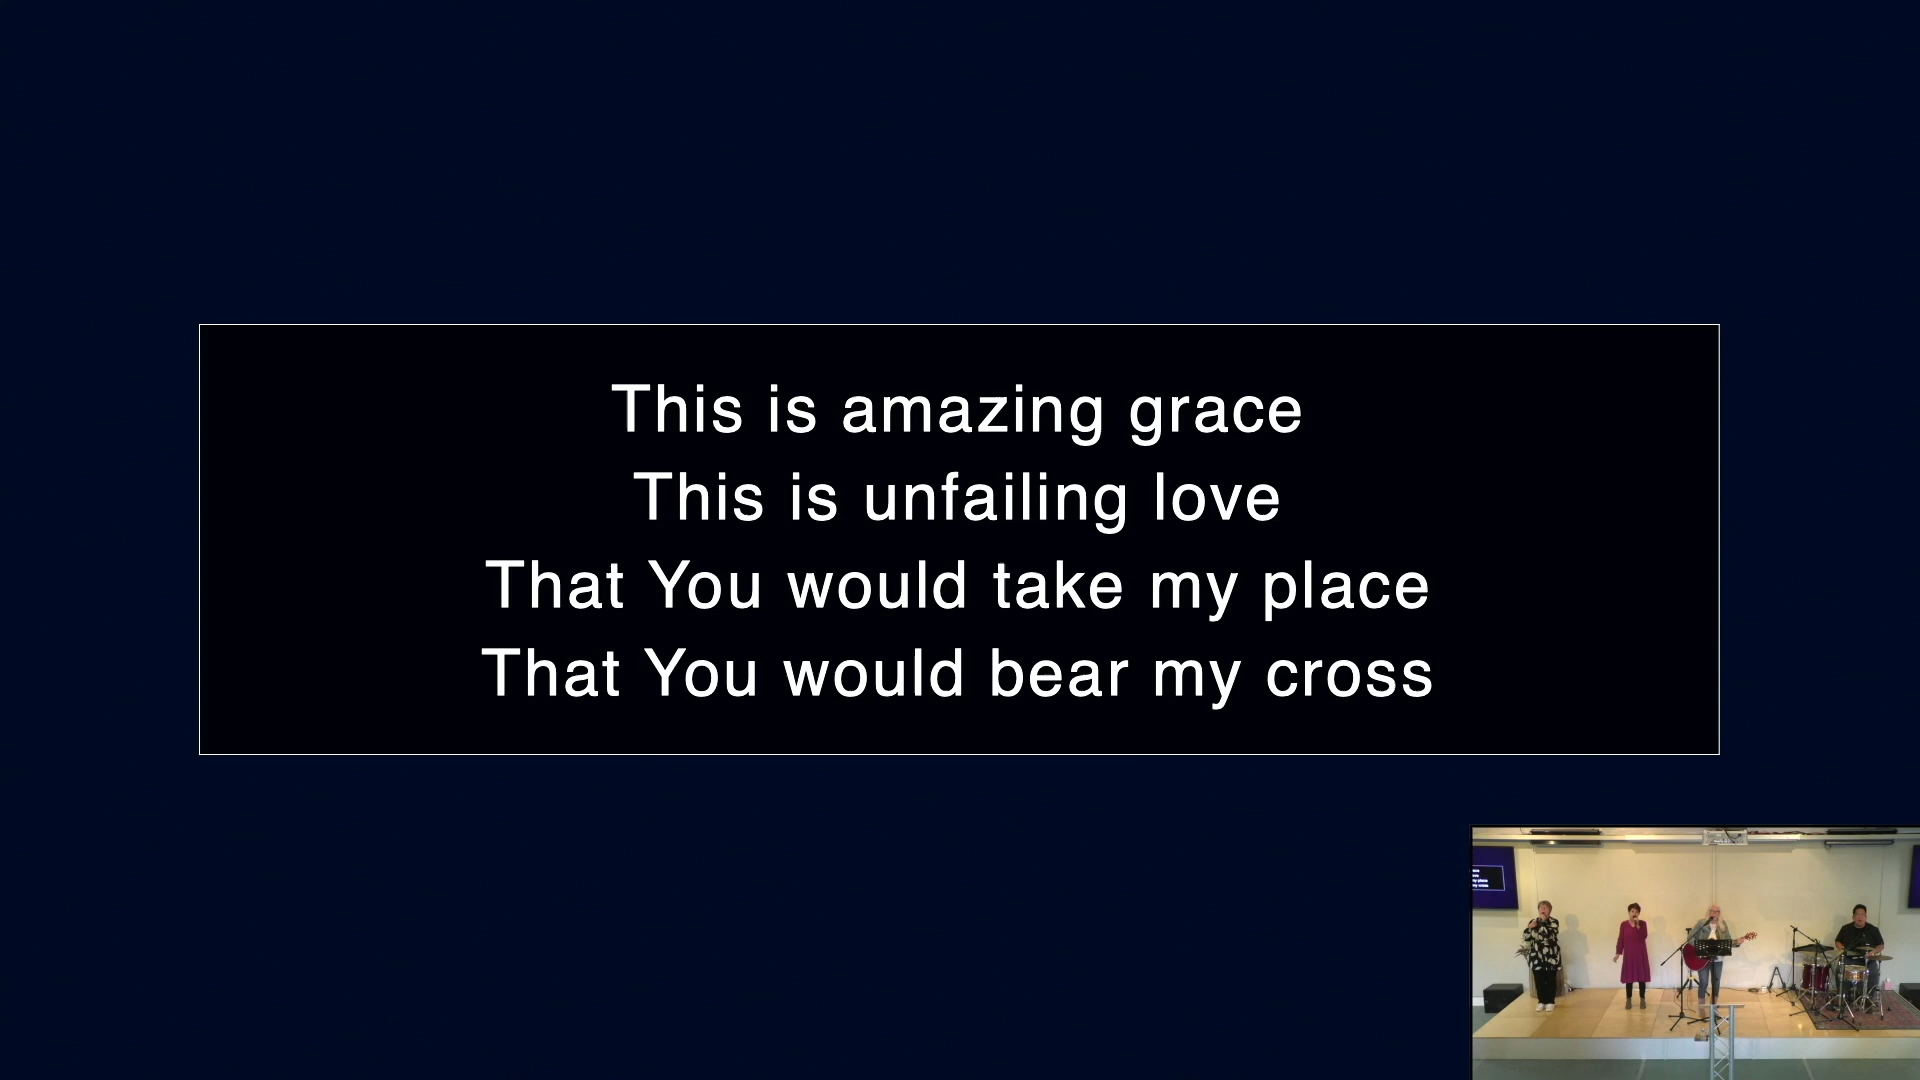 This is amazing grace
This is unfailing love
That You would take my place
That You would bear my cross